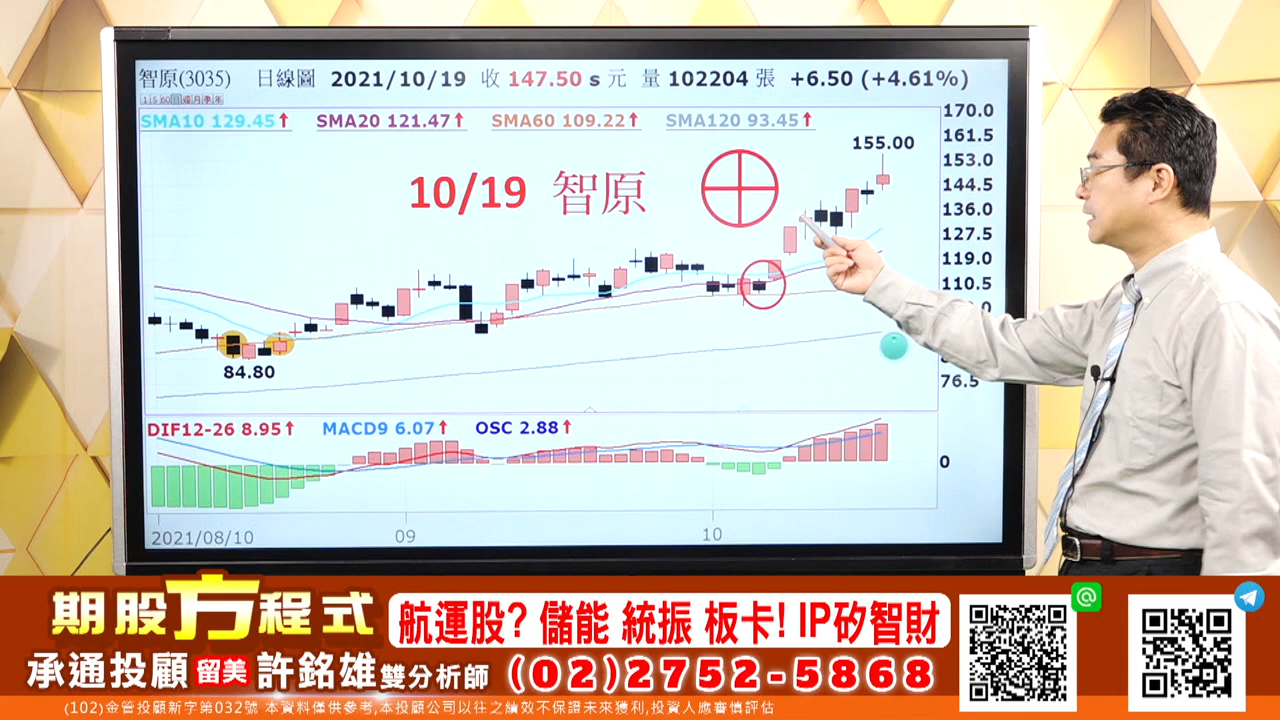 智原(3035) 日線圖 2021/10/19 收 147.50 s 元 量 102204 張 +6.50 (+4.61%)
1 5 60 日 週 月 季 年
SMA10 129.45↑ SMA20 121.47↑ SMA60 109.22↑ SMA120 93.45↑
170.0
161.5
155.00
153.0
144.5
10/19 智原
136.0
127.5
119.0
110.5
84.80
76.5
DIF12-26 8.95↑ MACD9 6.07↑ OSC 2.88↑
0
2021/08/10 09 10
期股方程式
航運股? 儲能 統振 板卡! IP矽智財
承通投顧 留美 許銘雄 雙分析師 (02)2752-5868
(102)金管投顧新字第032號 本資料僅供參考,本投顧公司以往之績效不保證未來獲利,投資人應審慎評估